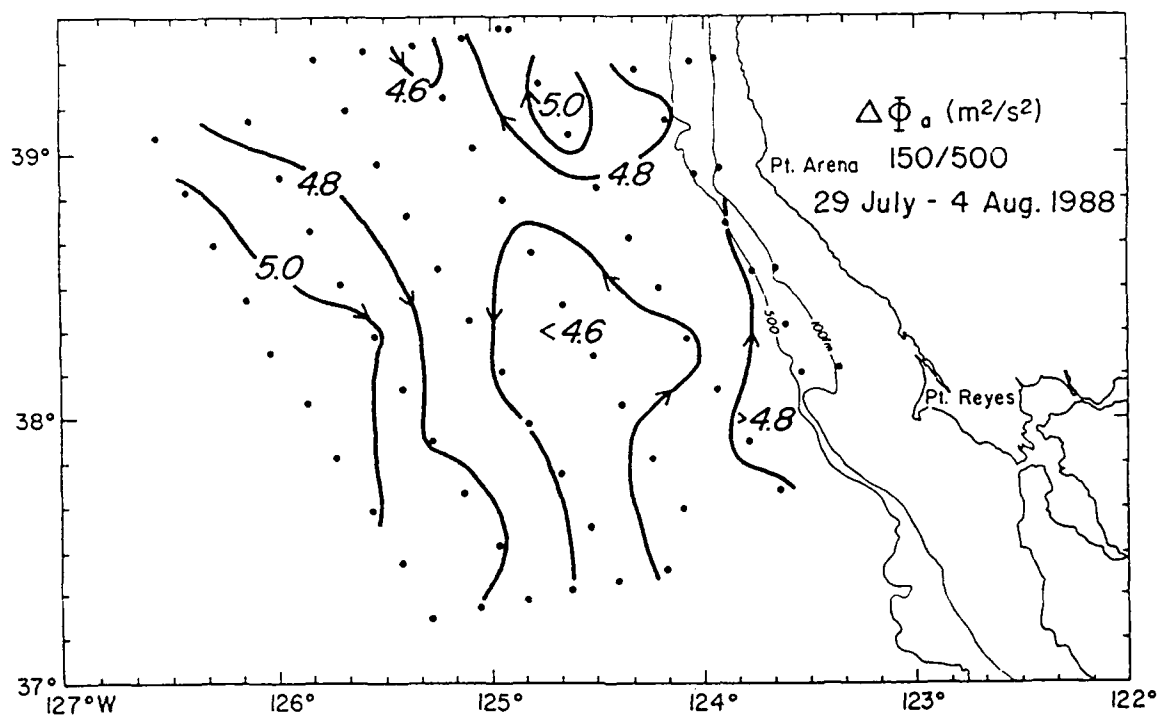 4.6
5.0
ΔΦa (m²/s²)
39°
4.8
4.8
Pt. Arena 150/500
29 July - 4 Aug. 1988
5.0
<4.6
500
100fm
38°
>4.8
Pt. Reyes
37°
127°W 126° 125° 124° 123° 122°